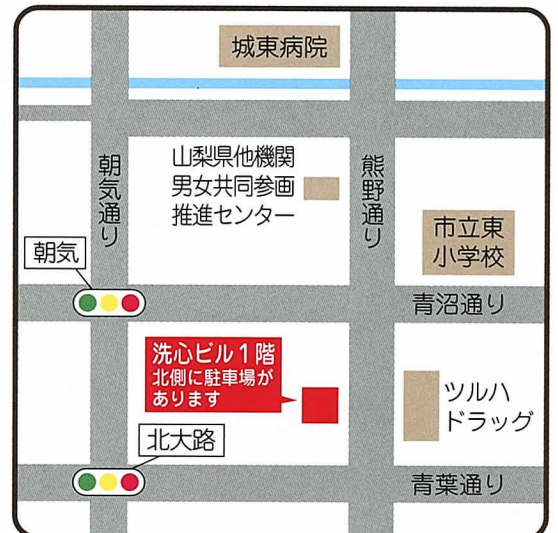 城東病院
山梨県他機関
男女共同参画
推進センター
朝気通り
熊野通り
市立東
小学校
朝気
青沼通り
洗心ビル1階
北側に駐車場が
あります
ツルハ
ドラッグ
北大路
青葉通り